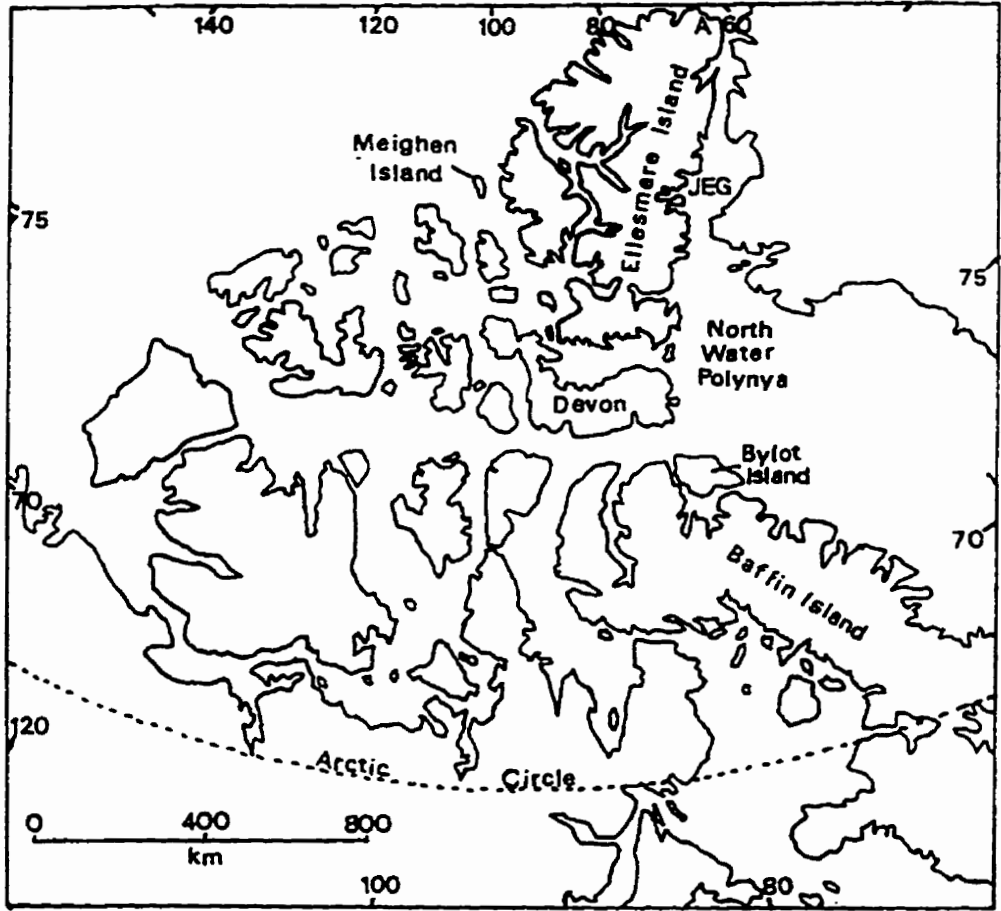 140
120
100
80
A
60
Meighen
Island
Ellesmere Island
JEG
75
75
North
Water
Polynya
Devon
Bylot
Island
70
70
Baffin Island
120
Arctic Circle
0 400 800
km
100
80